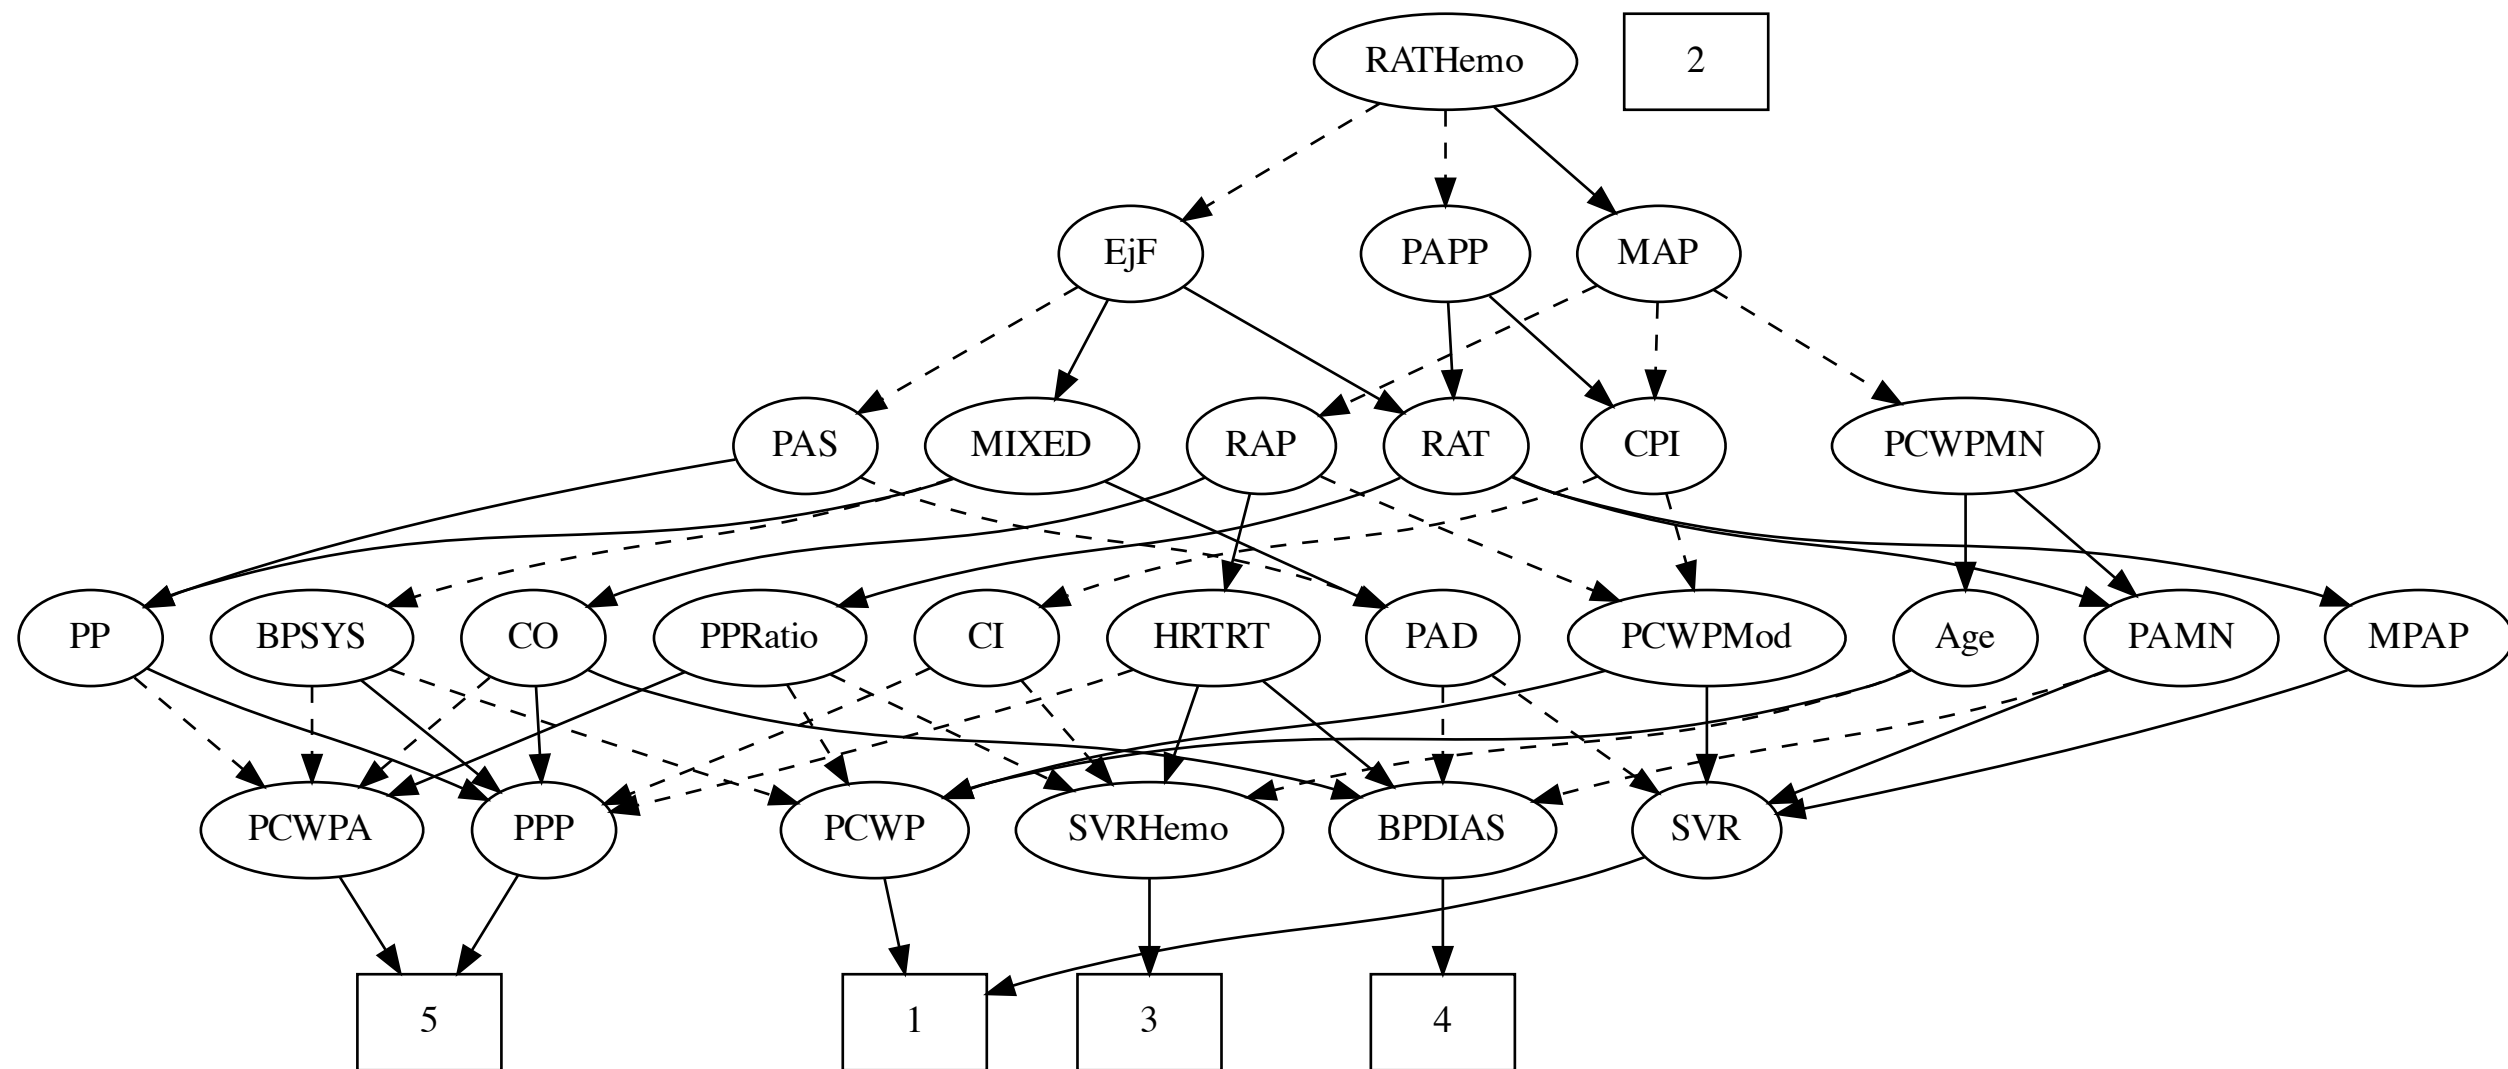 RATHemo
2
EjF
PAPP
MAP
PAS
MIXED
RAP
RAT
CPI
PCWPMN
PP
BPSYS
CO
PPRatio
CI
HRTRT
PAD
PCWPMod
Age
PAMN
MPAP
PCWPA
PPP
PCWP
SVRHemo
BPDIAS
SVR
5
1
3
4